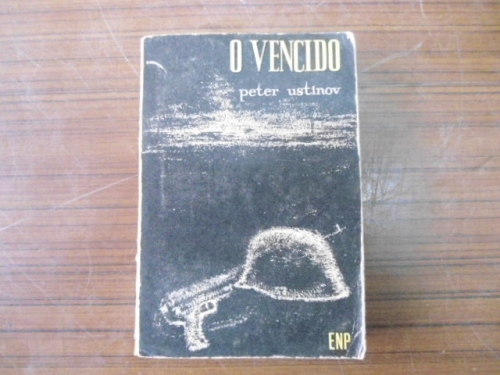 O VENCIDO
peter ustinov
ENP